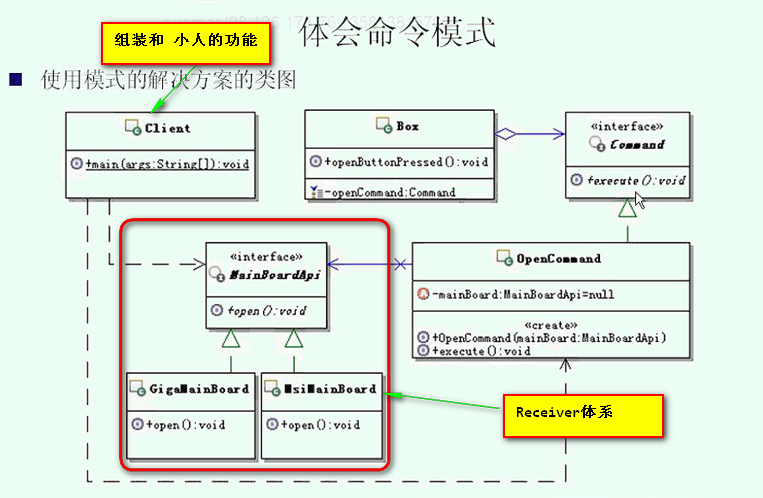 体会命令模式
组装和 小人的功能
使用模式的解决方案的类图
Client
+main(args:String[]):void
Box
+openButtonPressed():void
-openCommand:Command
«interface»
Command
+execute():void
«interface»
MainBoardApi
+open():void
OpenCommand
-mainBoard:MainBoardApi=null
«create»
+OpenCommand(mainBoard:MainBoardApi)
+execute():void
GigaMainBoard
+open():void
MsiMainBoard
+open():void
Receiver体系